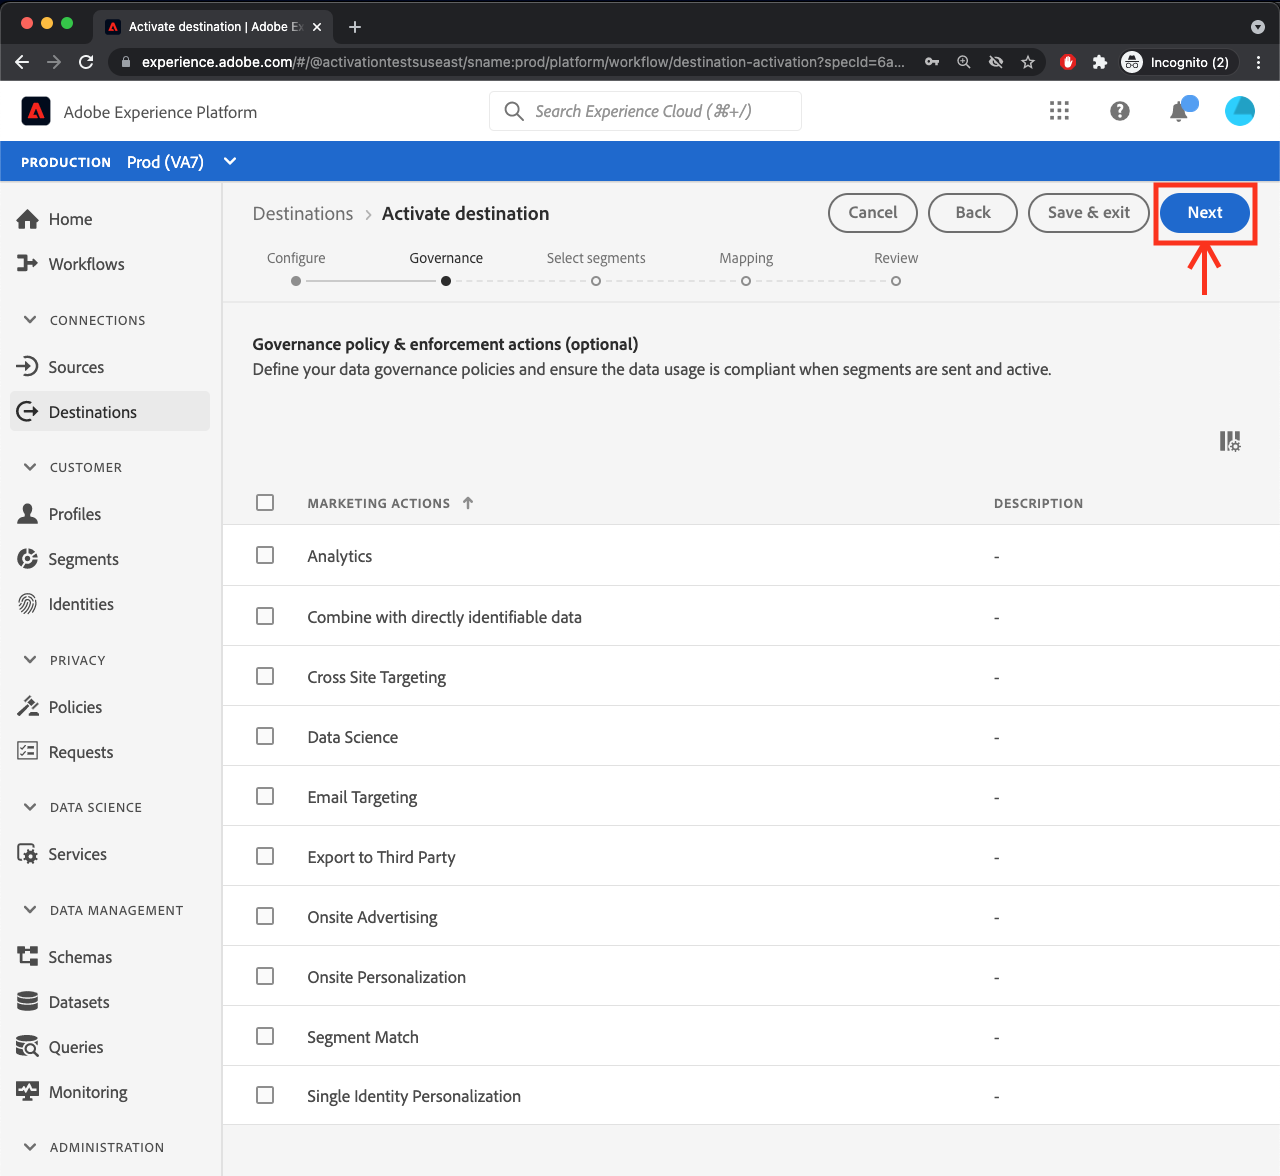 Activate destination | Adobe Ex
experience.adobe.com/#/@activationtestsuseast/sname:prod/platform/workflow/destination-activation?specId=6a...
Incognito (2)
Adobe Experience Platform
Search Experience Cloud (⌘+/)
PRODUCTION Prod (VA7)
Home
Workflows
CONNECTIONS
Sources
Destinations
CUSTOMER
Profiles
Segments
Identities
PRIVACY
Policies
Requests
DATA SCIENCE
Services
DATA MANAGEMENT
Schemas
Datasets
Queries
Monitoring
ADMINISTRATION
Destinations > Activate destination
Cancel Back Save & exit Next
Configure Governance Select segments Mapping Review
Governance policy & enforcement actions (optional)
Define your data governance policies and ensure the data usage is compliant when segments are sent and active.
MARKETING ACTIONS ↑ DESCRIPTION
Analytics -
Combine with directly identifiable data -
Cross Site Targeting -
Data Science -
Email Targeting -
Export to Third Party -
Onsite Advertising -
Onsite Personalization -
Segment Match -
Single Identity Personalization -